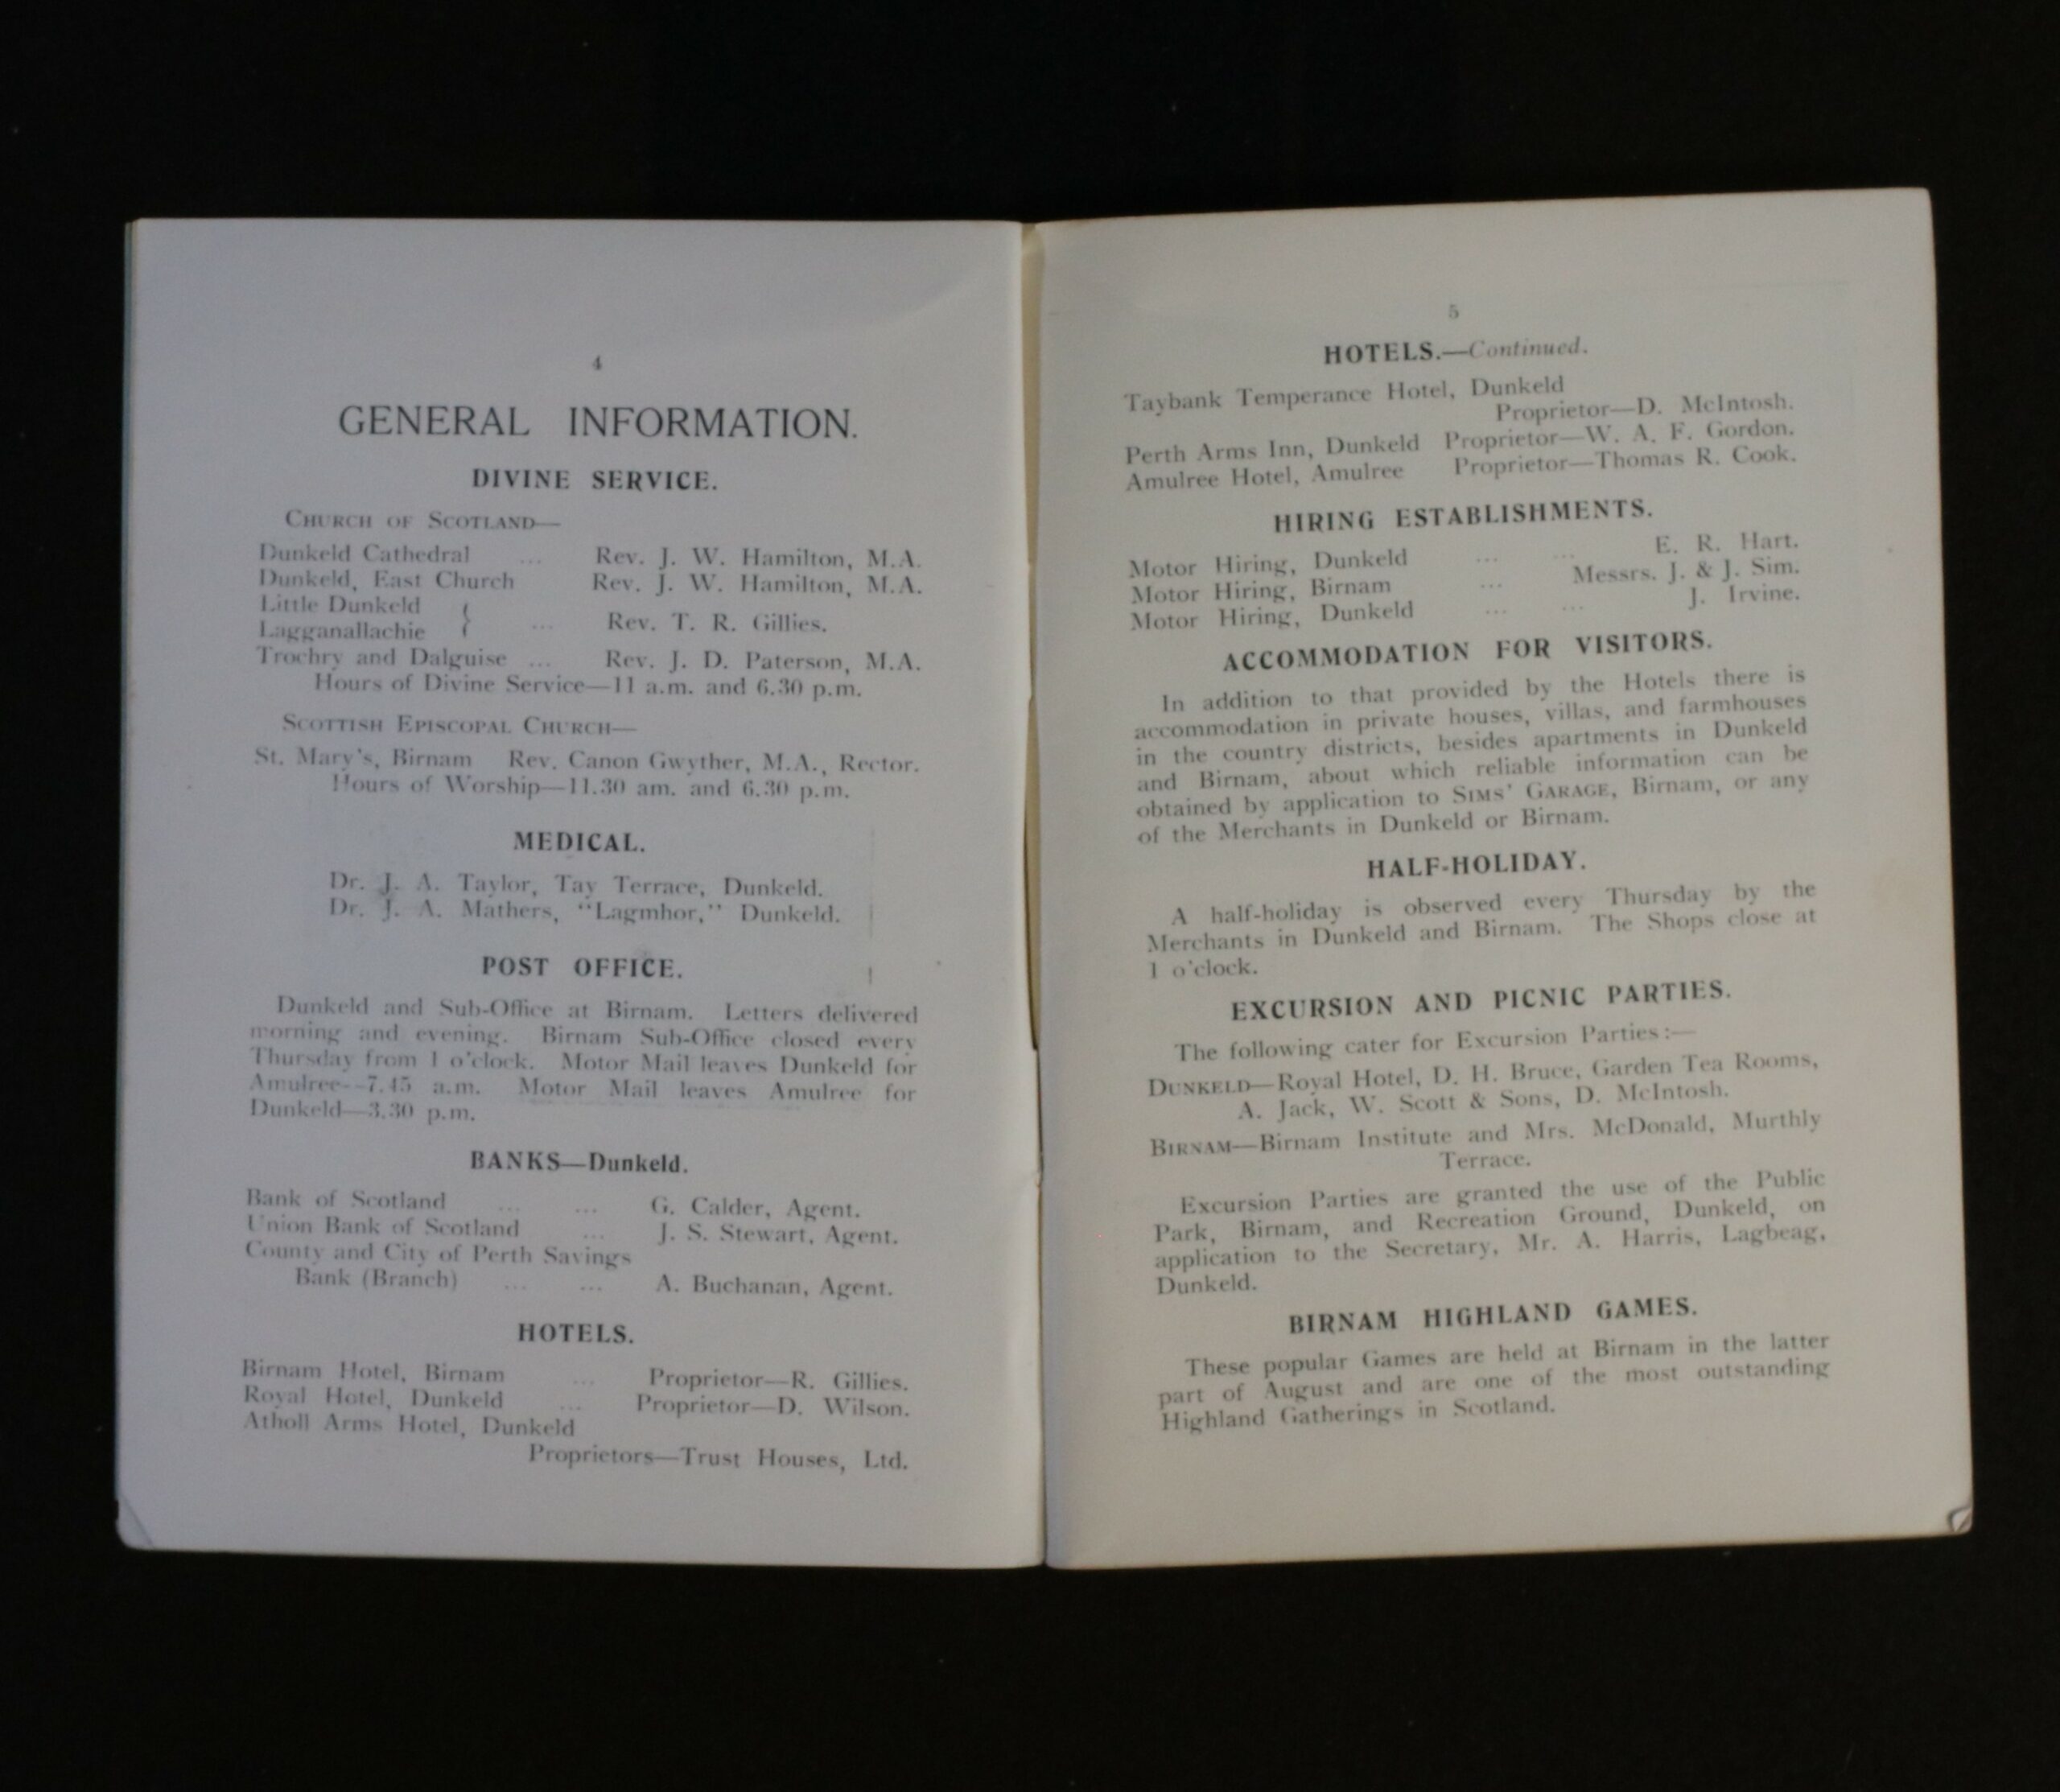 4
GENERAL INFORMATION.
DIVINE SERVICE.
CHURCH OF SCOTLAND—
Dunkeld Cathedral ... Rev. J. W. Hamilton, M.A.
Dunkeld, East Church Rev. J. W. Hamilton, M.A.
Little Dunkeld
Lagganallachie } ... Rev. T. R. Gillies.
Trochry and Dalguise ... Rev. J. D. Paterson, M.A.
Hours of Divine Service—11 a.m. and 6.30 p.m.
SCOTTISH EPISCOPAL CHURCH—
St. Mary's, Birnam Rev. Canon Gwyther, M.A., Rector.
Hours of Worship—11.30 am. and 6.30 p.m.
MEDICAL.
Dr. J. A. Taylor, Tay Terrace, Dunkeld.
Dr. J. A. Mathers, "Lagmhor," Dunkeld.
POST OFFICE.
Dunkeld and Sub-Office at Birnam. Letters delivered
morning and evening. Birnam Sub-Office closed every
Thursday from 1 o'clock. Motor Mail leaves Dunkeld for
Amulree--7.45 a.m. Motor Mail leaves Amulree for
Dunkeld—3.30 p.m.
BANKS—Dunkeld.
Bank of Scotland ... ... G. Calder, Agent.
Union Bank of Scotland ... J. S. Stewart, Agent.
County and City of Perth Savings
Bank (Branch) ... ... A. Buchanan, Agent.
HOTELS.
Birnam Hotel, Birnam ... Proprietor—R. Gillies.
Royal Hotel, Dunkeld ... Proprietor—D. Wilson.
Atholl Arms Hotel, Dunkeld
Proprietors—Trust Houses, Ltd.
5
HOTELS.—Continued.
Taybank Temperance Hotel, Dunkeld
Proprietor—D. McIntosh.
Perth Arms Inn, Dunkeld Proprietor—W. A. F. Gordon.
Amulree Hotel, Amulree Proprietor—Thomas R. Cook.
HIRING ESTABLISHMENTS.
Motor Hiring, Dunkeld ... ... E. R. Hart.
Motor Hiring, Birnam ... Messrs. J. & J. Sim.
Motor Hiring, Dunkeld ... ... J. Irvine.
ACCOMMODATION FOR VISITORS.
In addition to that provided by the Hotels there is
accommodation in private houses, villas, and farmhouses
in the country districts, besides apartments in Dunkeld
and Birnam, about which reliable information can be
obtained by application to SIMS' GARAGE, Birnam, or any
of the Merchants in Dunkeld or Birnam.
HALF-HOLIDAY.
A half-holiday is observed every Thursday by the
Merchants in Dunkeld and Birnam. The Shops close at
1 o'clock.
EXCURSION AND PICNIC PARTIES.
The following cater for Excursion Parties:—
DUNKELD—Royal Hotel, D. H. Bruce, Garden Tea Rooms,
A. Jack, W. Scott & Sons, D. McIntosh.
BIRNAM—Birnam Institute and Mrs. McDonald, Murthly
Terrace.
Excursion Parties are granted the use of the Public
Park, Birnam, and Recreation Ground, Dunkeld, on
application to the Secretary, Mr. A. Harris, Lagbeag,
Dunkeld.
BIRNAM HIGHLAND GAMES.
These popular Games are held at Birnam in the latter
part of August and are one of the most outstanding
Highland Gatherings in Scotland.